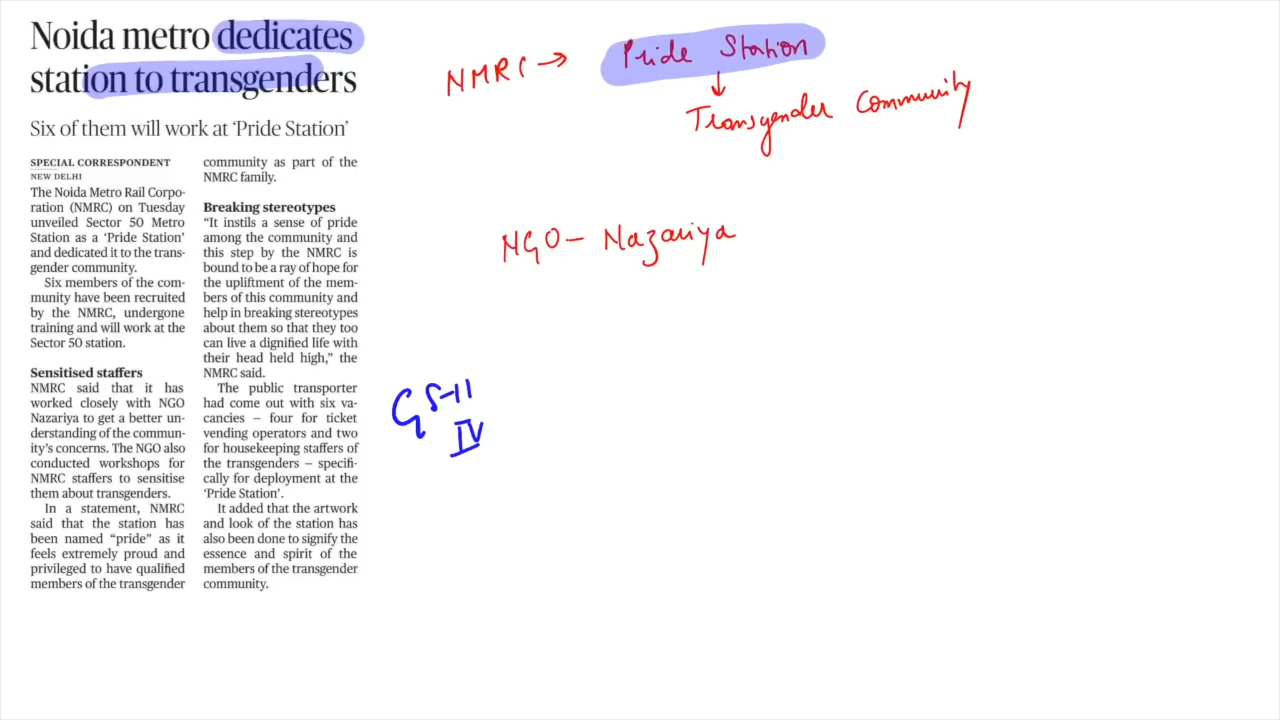 Noida metro dedicates
station to transgenders
Six of them will work at ‘Pride Station’
SPECIAL CORRESPONDENT
NEW DELHI
The Noida Metro Rail Corpo-
ration (NMRC) on Tuesday
unveiled Sector 50 Metro
Station as a ‘Pride Station’
and dedicated it to the trans-
gender community.
Six members of the com-
munity have been recruited
by the NMRC, undergone
training and will work at the
Sector 50 station.
Sensitised staffers
NMRC said that it has
worked closely with NGO
Nazariya to get a better un-
derstanding of the commun-
ity’s concerns. The NGO also
conducted workshops for
NMRC staffers to sensitise
them about transgenders.
In a statement, NMRC
said that the station has
been named “pride” as it
feels extremely proud and
privileged to have qualified
members of the transgender
community as part of the
NMRC family.
Breaking stereotypes
“It instils a sense of pride
among the community and
this step by the NMRC is
bound to be a ray of hope for
the upliftment of the mem-
bers of this community and
help in breaking stereotypes
about them so that they too
can live a dignified life with
their head held high,” the
NMRC said.
The public transporter
had come out with six va-
cancies – four for ticket
vending operators and two
for housekeeping staffers of
the transgenders – specifi-
cally for deployment at the
‘Pride Station’.
It added that the artwork
and look of the station has
also been done to signify the
essence and spirit of the
members of the transgender
community.
NMRC → Pride Station
Transgender Community
NGO – Nazariya
GS-II
IV